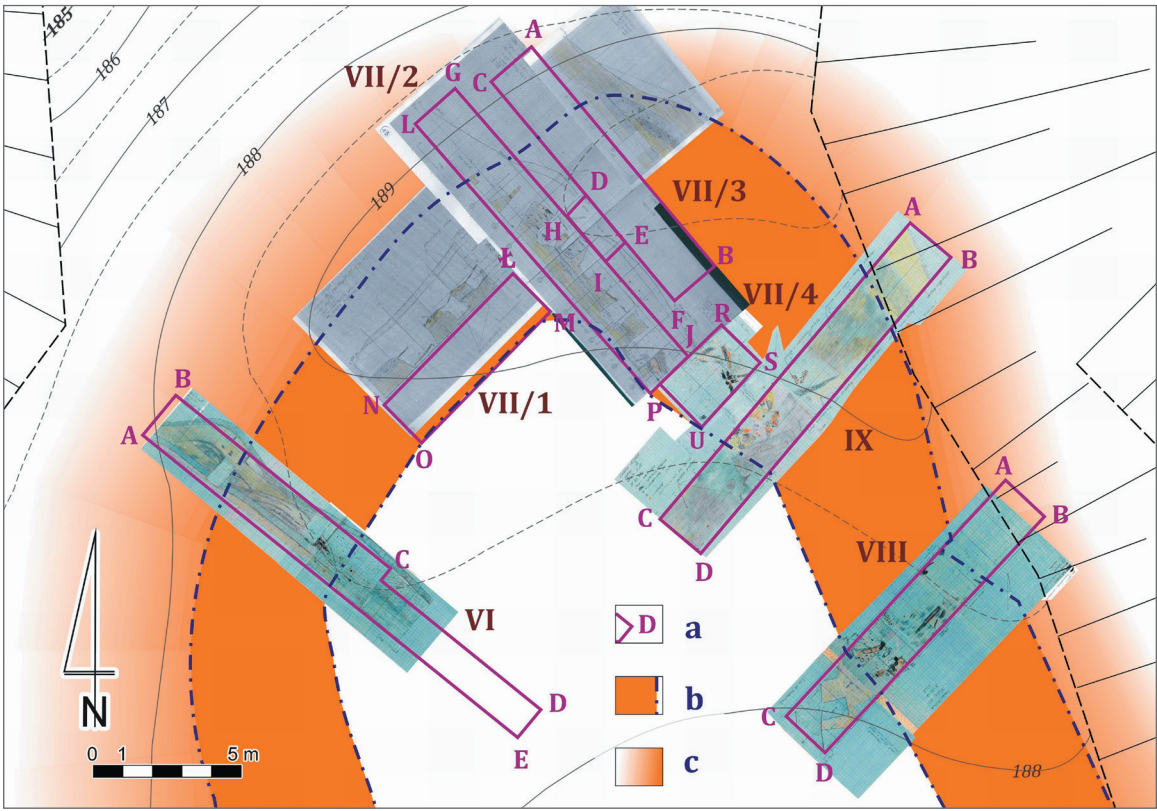 185
186
187
188
189
VII/2
A
G
C
L
D
VII/3
H
E
B
I
VII/4
Ł
M
F
R
J
S
A
B
N
VII/1
P
U
O
IX
B
A
C
D
A
B
VIII
C
VI
D
E
C
D
188
D a
b
c
N
0 1 5 m